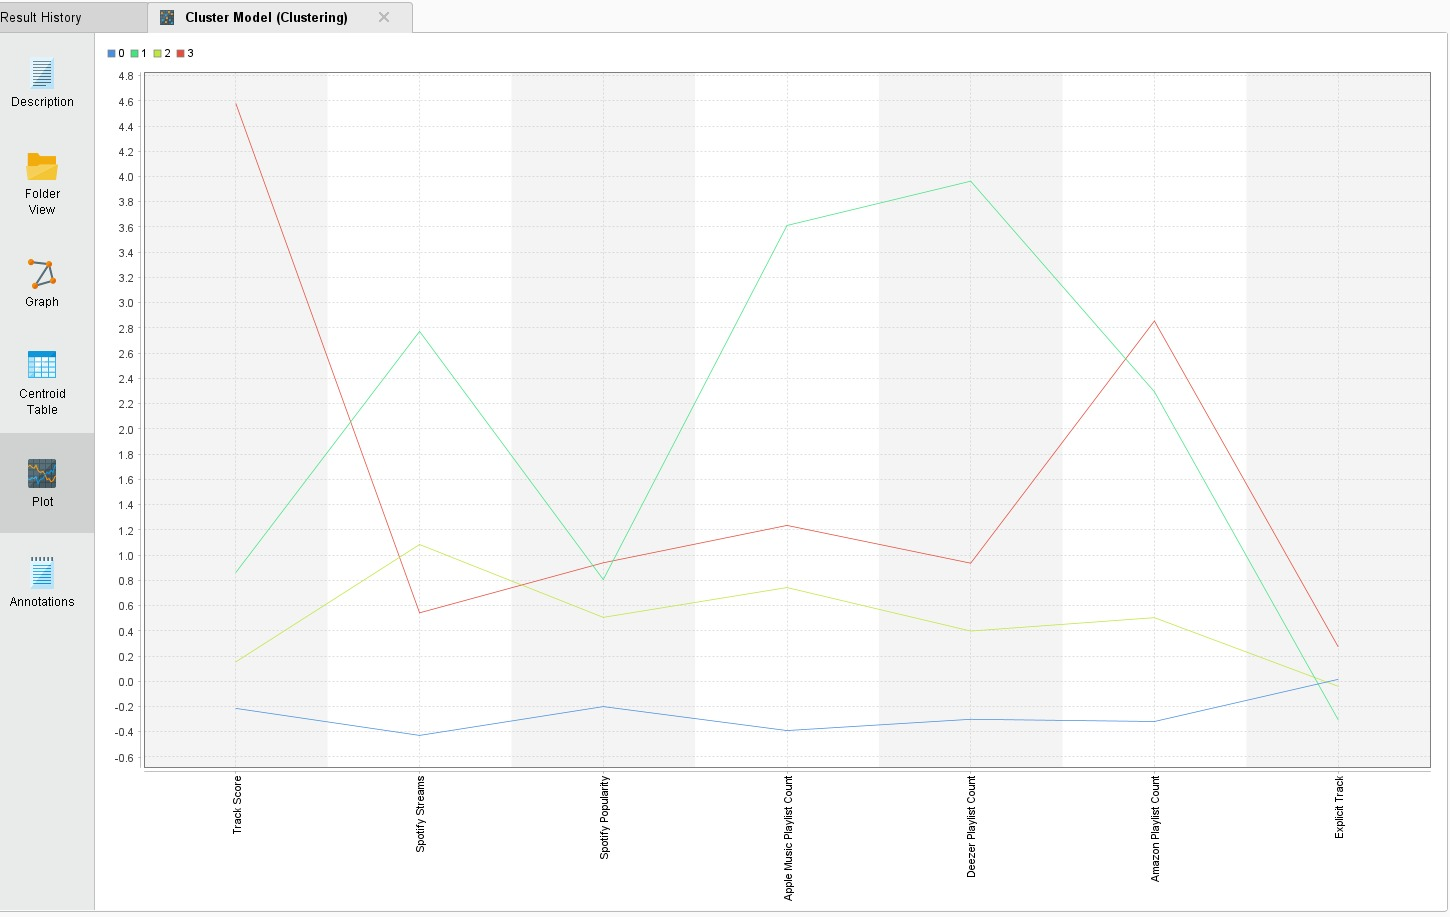 Result History
Cluster Model (Clustering)
Description
Folder
View
Graph
Centroid
Table
Plot
Annotations
0 1 2 3
4.8
4.6
4.4
4.2
4.0
3.8
3.6
3.4
3.2
3.0
2.8
2.6
2.4
2.2
2.0
1.8
1.6
1.4
1.2
1.0
0.8
0.6
0.4
0.2
0.0
-0.2
-0.4
-0.6
Track Score
Spotify Streams
Spotify Popularity
Apple Music Playlist Count
Deezer Playlist Count
Amazon Playlist Count
Explicit Track